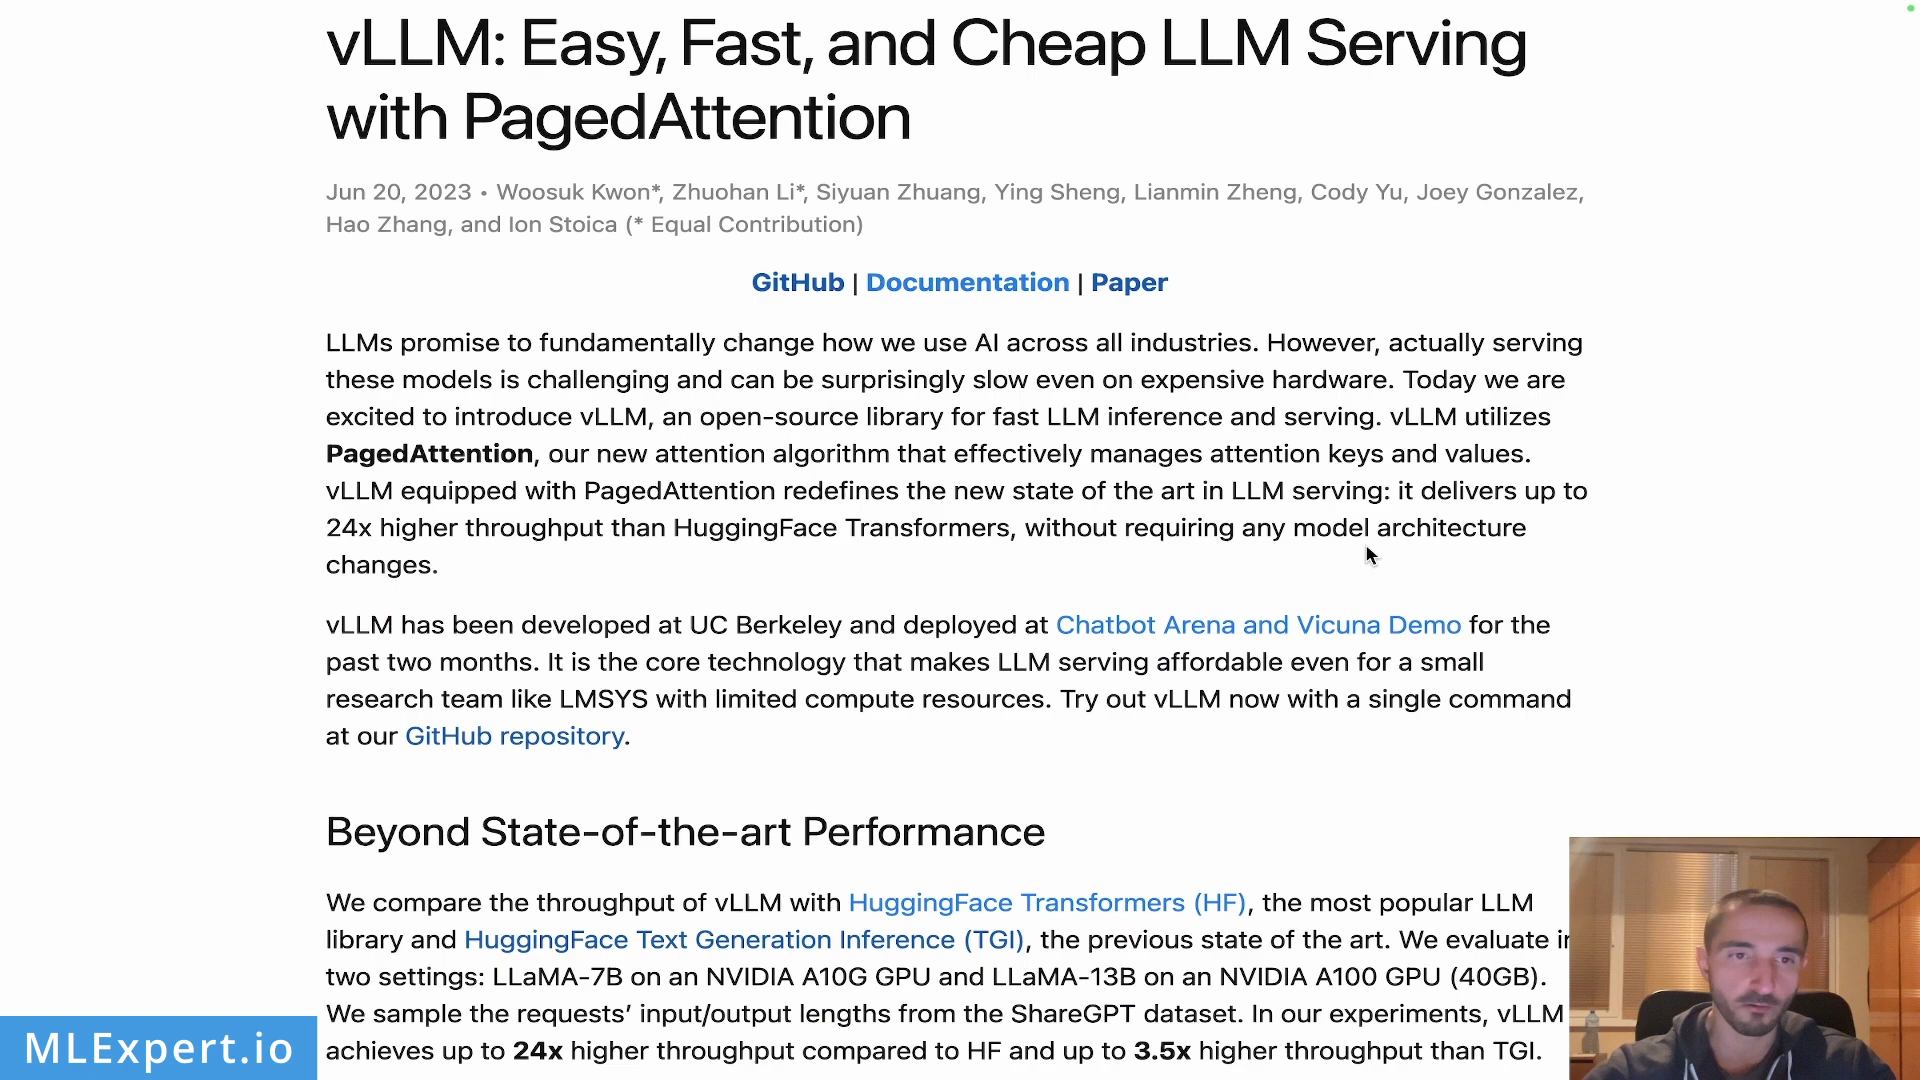 vLLM: Easy, Fast, and Cheap LLM Serving
with PagedAttention
Jun 20, 2023 • Woosuk Kwon*, Zhuohan Li*, Siyuan Zhuang, Ying Sheng, Lianmin Zheng, Cody Yu, Joey Gonzalez,
Hao Zhang, and Ion Stoica (* Equal Contribution)
GitHub | Documentation | Paper
LLMs promise to fundamentally change how we use AI across all industries. However, actually serving
these models is challenging and can be surprisingly slow even on expensive hardware. Today we are
excited to introduce vLLM, an open-source library for fast LLM inference and serving. vLLM utilizes
PagedAttention, our new attention algorithm that effectively manages attention keys and values.
vLLM equipped with PagedAttention redefines the new state of the art in LLM serving: it delivers up to
24x higher throughput than HuggingFace Transformers, without requiring any model architecture
changes.
vLLM has been developed at UC Berkeley and deployed at Chatbot Arena and Vicuna Demo for the
past two months. It is the core technology that makes LLM serving affordable even for a small
research team like LMSYS with limited compute resources. Try out vLLM now with a single command
at our GitHub repository.
Beyond State-of-the-art Performance
We compare the throughput of vLLM with HuggingFace Transformers (HF), the most popular LLM
library and HuggingFace Text Generation Inference (TGI), the previous state of the art. We evaluate
two settings: LLaMA-7B on an NVIDIA A10G GPU and LLaMA-13B on an NVIDIA A100 GPU (40GB).
We sample the requests’ input/output lengths from the ShareGPT dataset. In our experiments, vLLM
achieves up to 24x higher throughput compared to HF and up to 3.5x higher throughput than TGI.
MLExpert.io